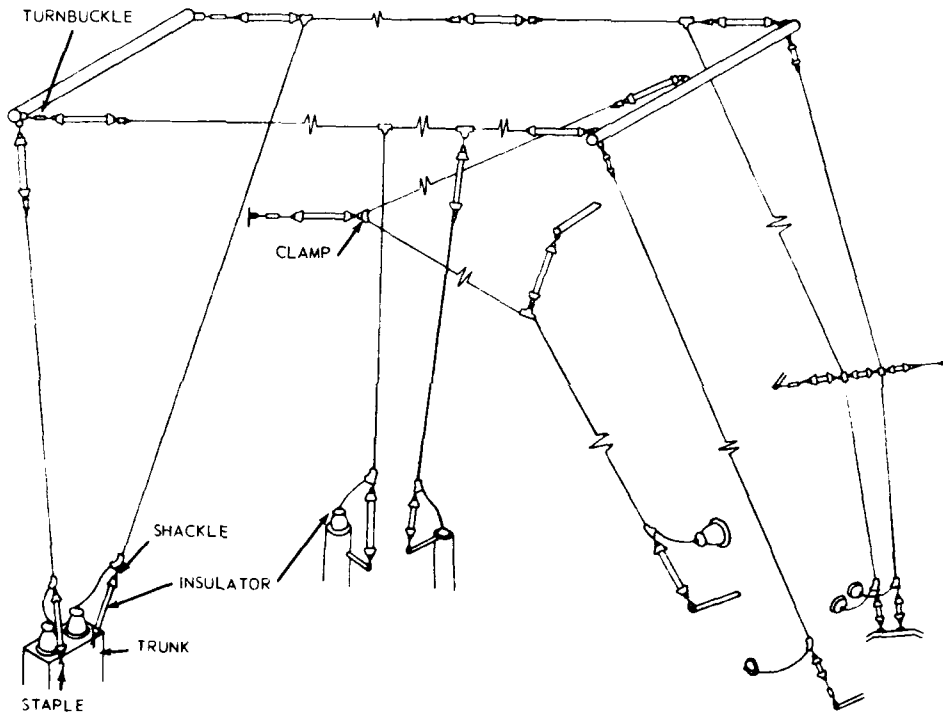 TURNBUCKLE
CLAMP
SHACKLE
INSULATOR
TRUNK
STAPLE